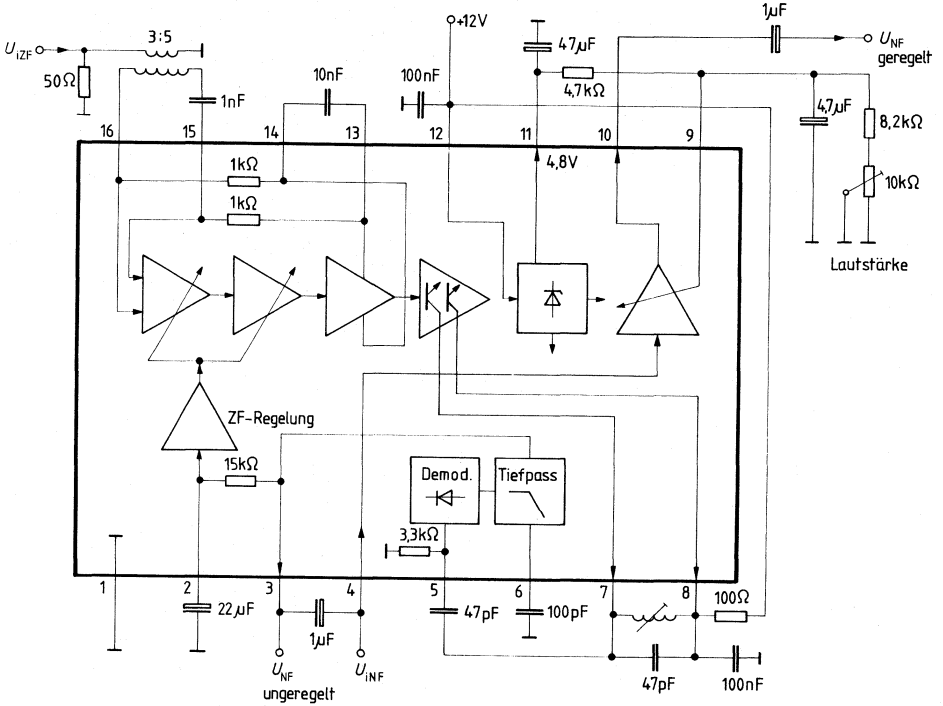 +12V
1µF
U_iZF
3:5
47µF
U_NF
geregelt
50Ω
10nF
100nF
4,7kΩ
1nF
4,7µF
8,2kΩ
16
15
14
13
12
11
10
9
4,8V
1kΩ
10kΩ
1kΩ
Lautstärke
ZF-Regelung
15kΩ
Demod.
Tiefpass
3,3kΩ
1
2
3
4
5
6
7
8
100Ω
22µF
1µF
47pF
100pF
U_NF
ungeregelt
U_iNF
47pF
100nF